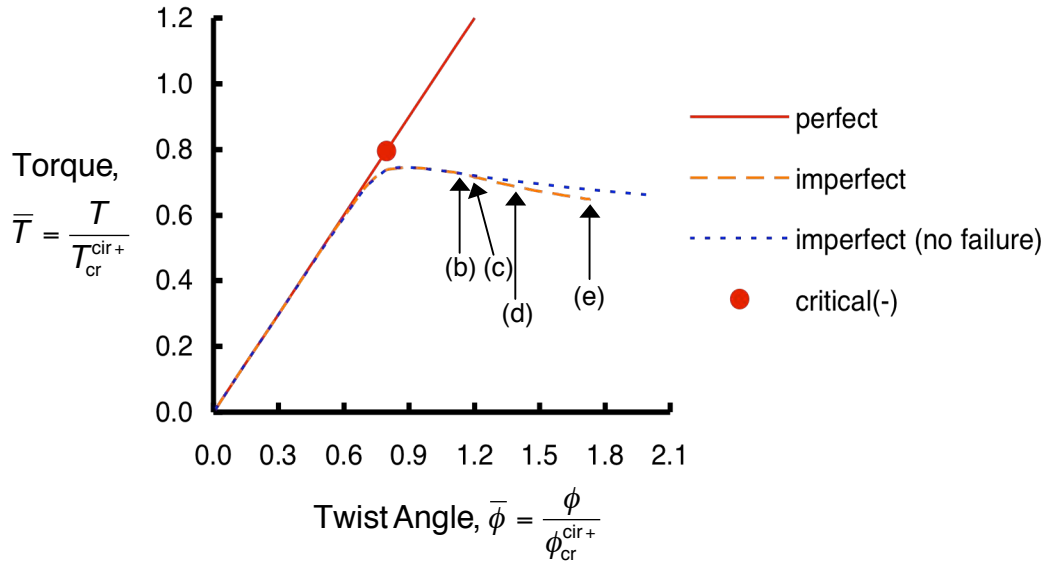 1.2
1.0
0.8
0.6
0.4
0.2
0.0
0.0 0.3 0.6 0.9 1.2 1.5 1.8 2.1
Torque,
T̅ = T / T_cr^cir+
Twist Angle, ϕ̅ = ϕ / ϕ_cr^cir+
(b) (c)
(d)
(e)
perfect
imperfect
imperfect (no failure)
critical(-)